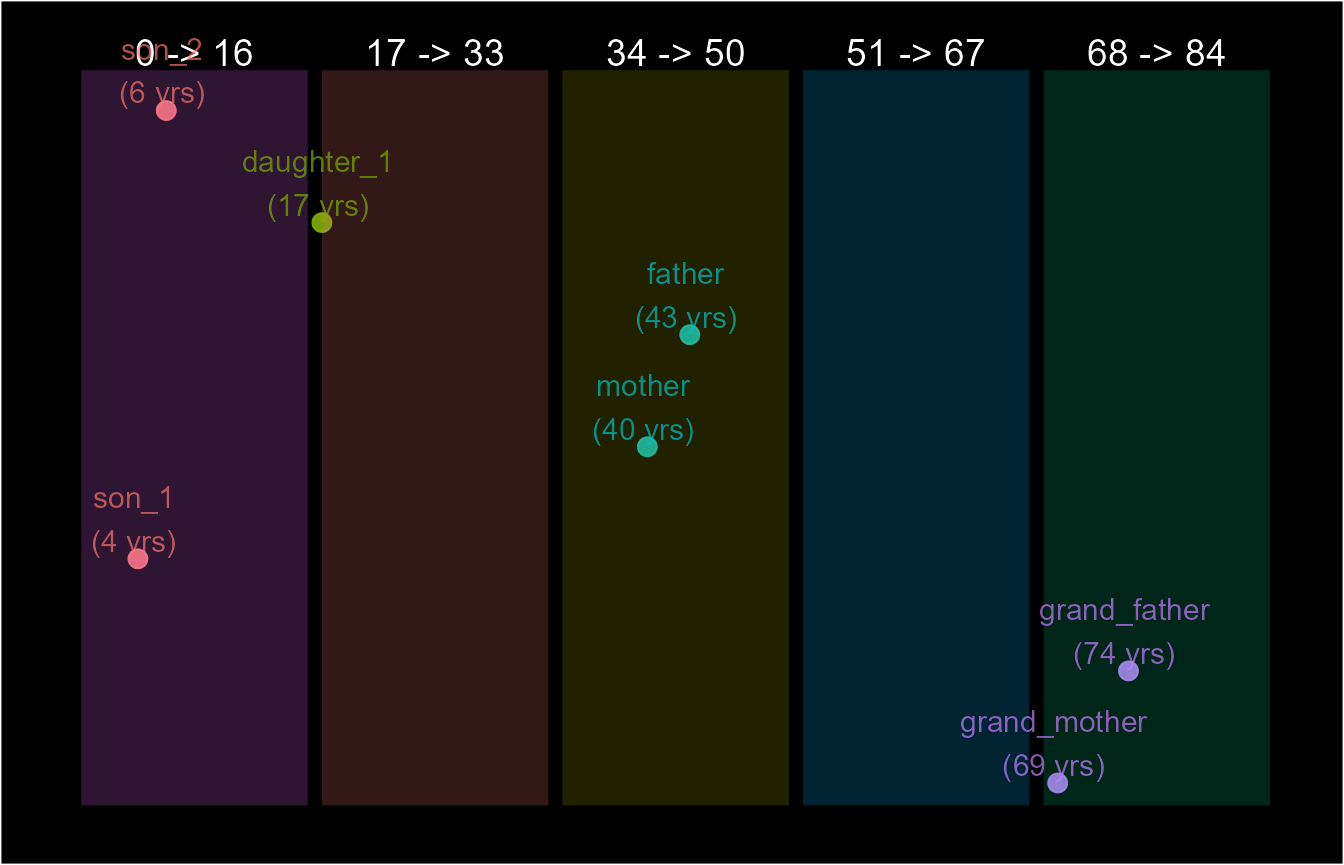 0 -> 16
17 -> 33
34 -> 50
51 -> 67
68 -> 84
son_2
(6 yrs)
daughter_1
(17 yrs)
father
(43 yrs)
mother
(40 yrs)
son_1
(4 yrs)
grand_father
(74 yrs)
grand_mother
(69 yrs)